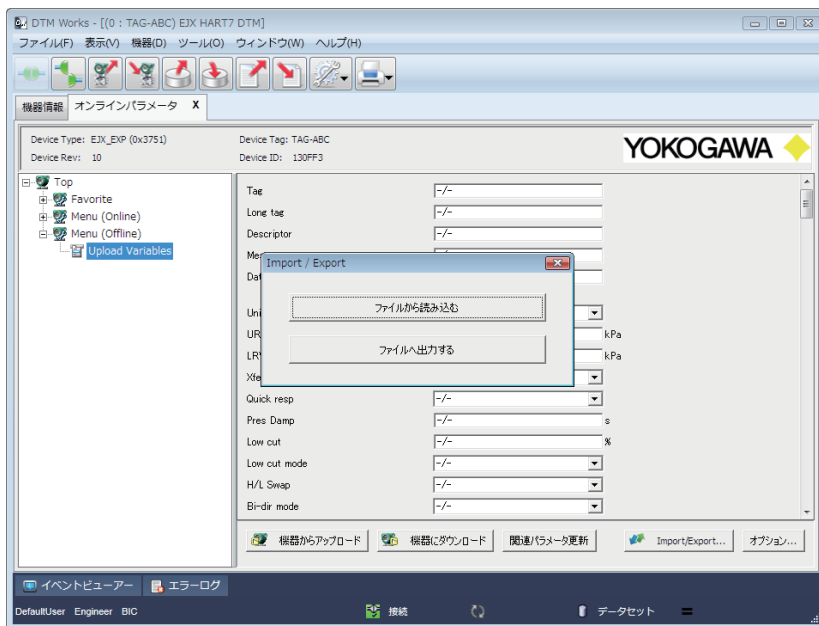 DTM Works - [(0 : TAG-ABC) EJX HART7 DTM]
ファイル(F) 表示(V) 機器(D) ツール(O) ウィンドウ(W) ヘルプ(H)
機器情報 オンラインパラメータ X
Device Type: EJX_EXP (0x3751) Device Tag: TAG-ABC
Device Rev: 10 Device ID: 130FF3
YOKOGAWA
Top
Favorite
Menu (Online)
Menu (Offline)
Upload Variables
Tag -/-
Long tag -/-
Descriptor -/-
Me
Dat
Import / Export
ファイルから読み込む
ファイルへ出力する
Uni
UR kPa
LRV kPa
Xfe
Quick resp -/-
Pres Damp -/- s
Low cut -/- %
Low cut mode -/-
H/L Swap -/-
Bi-dir mode -/-
機器からアップロード 機器にダウンロード 関連パラメータ更新 Import/Export... オプション...
イベントビューアー エラーログ
DefaultUser Engineer BIC 接続 データセット